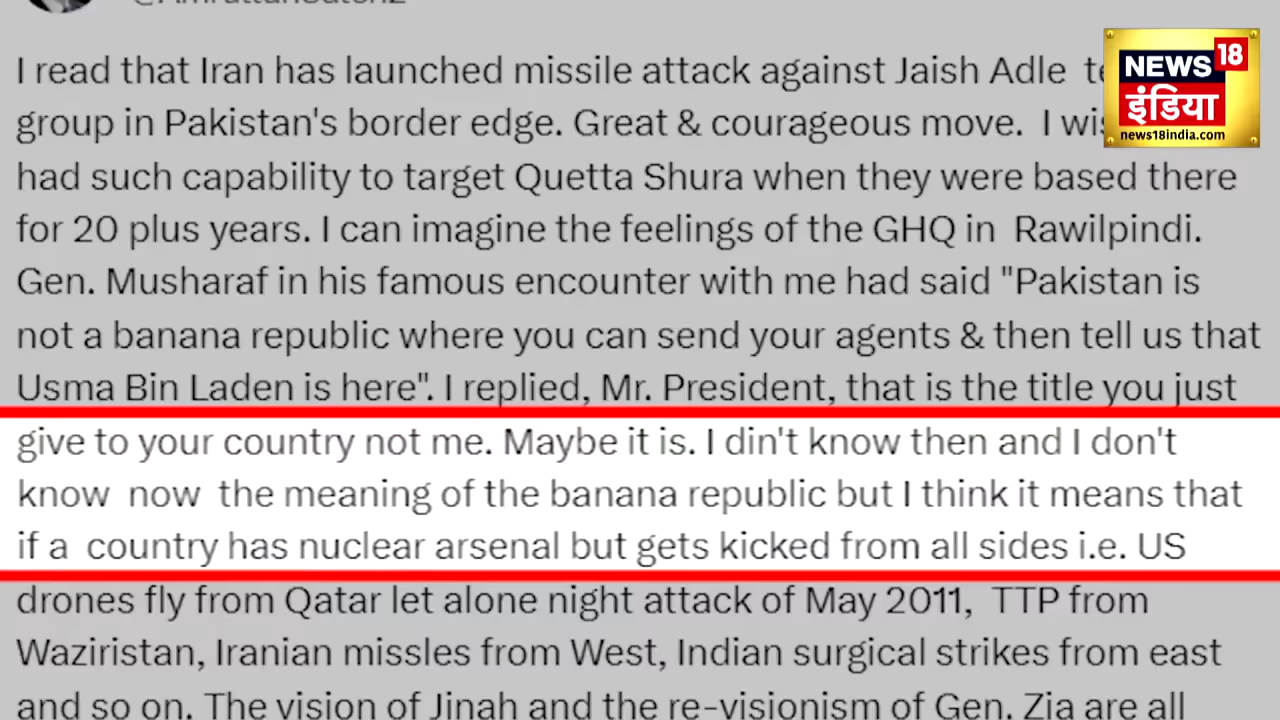 I read that Iran has launched missile attack against Jaish Adle
group in Pakistan's border edge. Great & courageous move. I
had such capability to target Quetta Shura when they were based there
for 20 plus years. I can imagine the feelings of the GHQ in Rawilpindi.
Gen. Musharaf in his famous encounter with me had said "Pakistan is
not a banana republic where you can send your agents & then tell us that
Usma Bin Laden is here". I replied, Mr. President, that is the title you just
give to your country not me. Maybe it is. I din't know then and I don't
know now the meaning of the banana republic but I think it means that
if a country has nuclear arsenal but gets kicked from all sides i.e. US
drones fly from Qatar let alone night attack of May 2011, TTP from
Waziristan, Iranian missles from West, Indian surgical strikes from east
and so on. The vision of Jinah and the re-visionism of Gen. Zia are all
NEWS 18
इंडिया
news18india.com